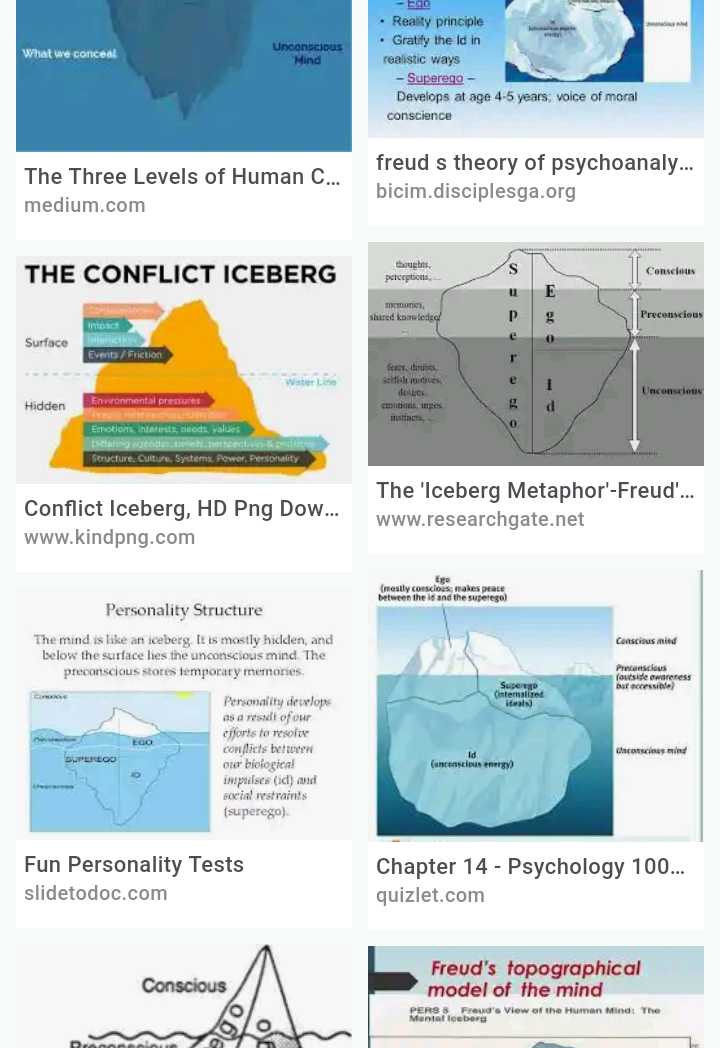 What we conceal
Unconscious
Mind
The Three Levels of Human C...
medium.com
– Ego
• Reality principle
• Gratify the Id in
realistic ways
– Superego –
Develops at age 4-5 years; voice of moral
conscience
Unconscious mind
freud s theory of psychoanaly...
bicim.disciplesga.org
THE CONFLICT ICEBERG
Surface
Impact
Events / Friction
Water Line
Hidden
Environmental pressures
Emotions, interests, needs, values
Differing agendas, beliefs, perspectives &
Structure, Culture, Systems, Power, Personality
Conflict Iceberg, HD Png Dow...
www.kindpng.com
thoughts,
perceptions, ...
memories,
shared knowledge
...
fears, doubts,
selfish motives,
desires,
emotions, urges,
instincts, ...
Superego
Ego
Id
Conscious
Preconscious
Unconscious
The 'Iceberg Metaphor'-Freud'...
www.researchgate.net
Personality Structure
The mind is like an iceberg. It is mostly hidden, and
below the surface lies the unconscious mind. The
preconscious stores temporary memories.
Conscious
Preconscious
EGO
SUPEREGO
ID
Unconscious
Personality develops
as a result of our
efforts to resolve
conflicts between
our biological
impulses (id) and
social restraints
(superego).
Fun Personality Tests
slidetodoc.com
Ego
(mostly conscious; makes peace
between the id and the superego)
Conscious mind
Preconscious
(outside awareness
but accessible)
Superego
(internalized
ideals)
Id
(unconscious energy)
Unconscious mind
Chapter 14 - Psychology 100...
quizlet.com
Conscious
Preconscious
Ego
Freud's topographical
model of the mind
PERS 5 Freud's View of the Human Mind: The
Mental Iceberg